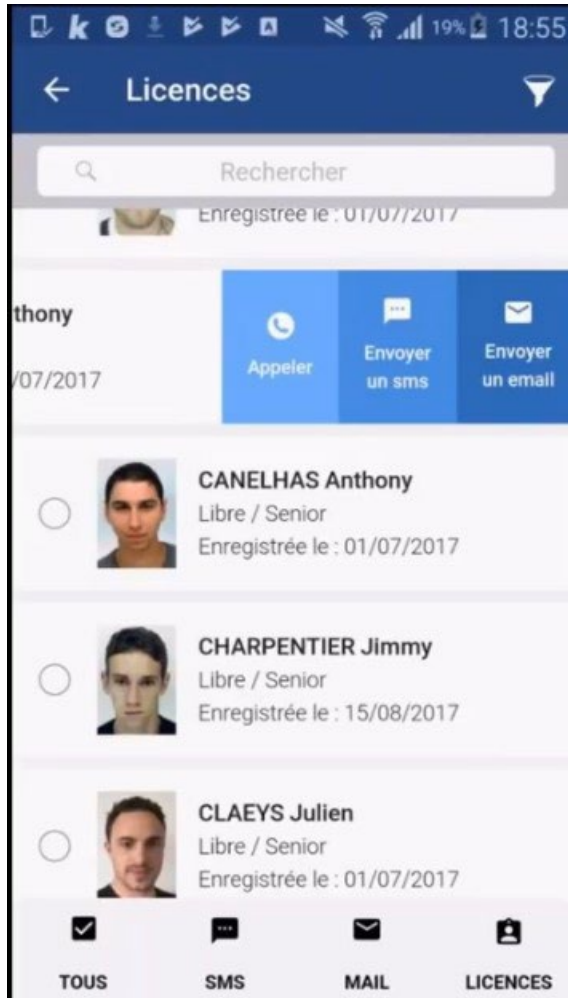 19% 18:55
Licences
Rechercher
Enregistrée le : 01/07/2017
thony
/07/2017
Appeler
Envoyer
un sms
Envoyer
un email
CANELHAS Anthony
Libre / Senior
Enregistrée le : 01/07/2017
CHARPENTIER Jimmy
Libre / Senior
Enregistrée le : 15/08/2017
CLAEYS Julien
Libre / Senior
Enregistrée le : 01/07/2017
TOUS
SMS
MAIL
LICENCES